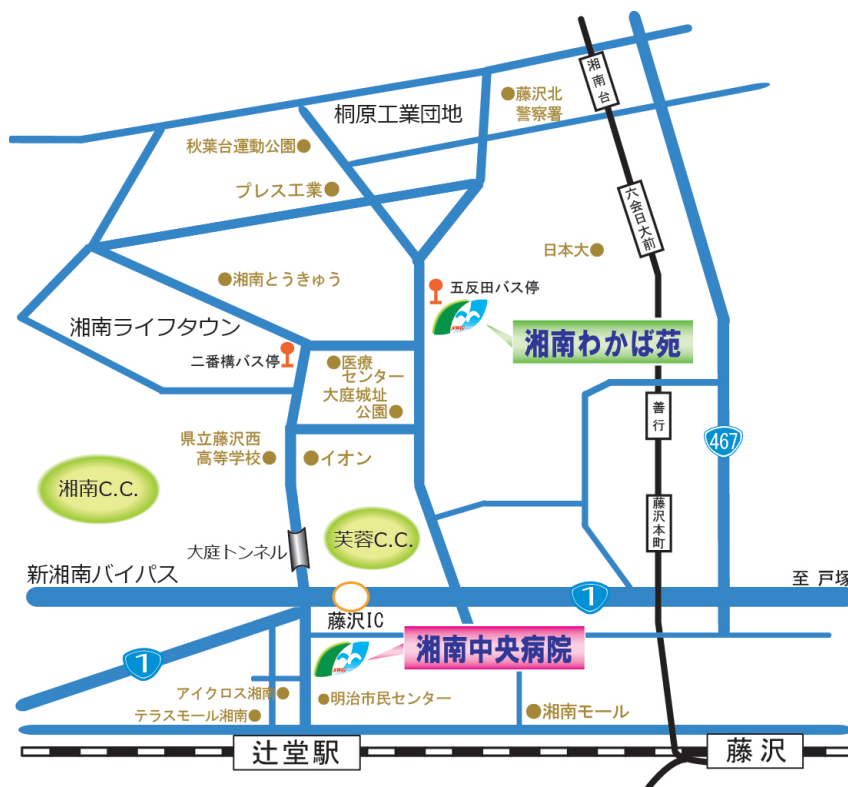 湘南台
藤沢北
警察署
桐原工業団地
秋葉台運動公園
プレス工業
六会日大前
日本大
湘南とうきゅう
五反田バス停
湘南ライフタウン
湘南わかば苑
二番構バス停
医療
センター
大庭城址
公園
善行
467
県立藤沢西
高等学校
イオン
湘南C.C.
藤沢本町
芙蓉C.C.
大庭トンネル
新湘南バイパス
至 戸塚
1
藤沢IC
湘南中央病院
1
アイクロス湘南
明治市民センター
テラスモール湘南
湘南モール
辻堂駅
藤沢